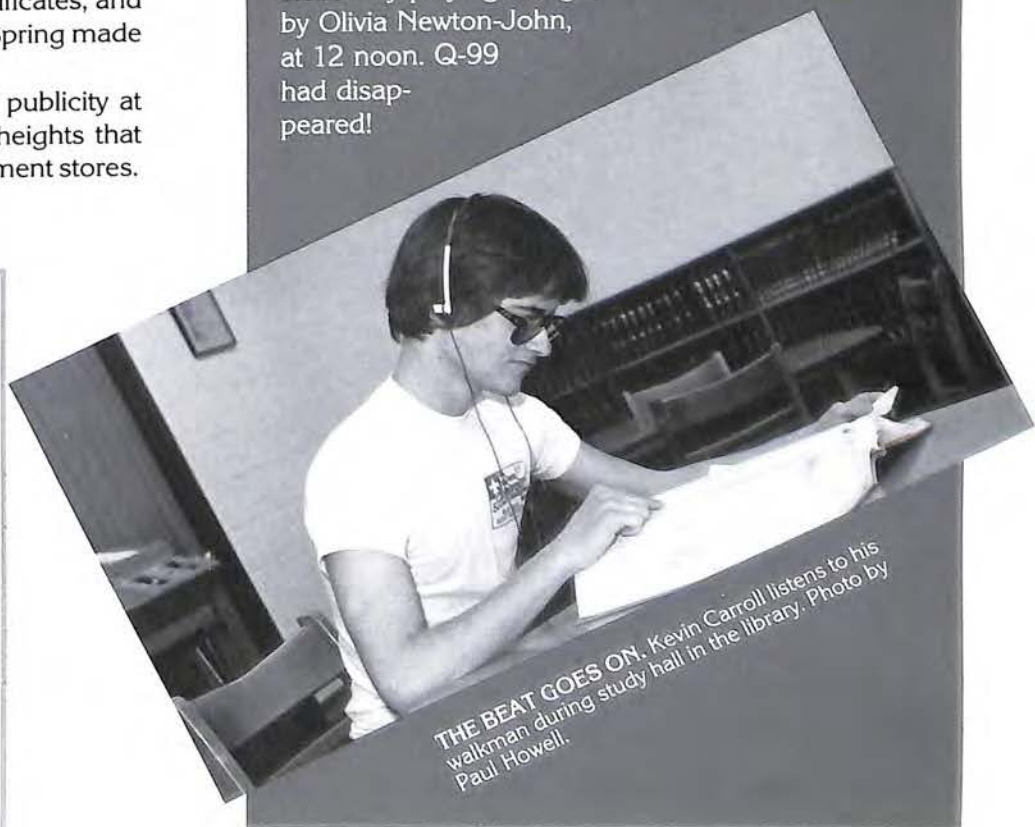 ificates, and
pring made
publicity at
heights that
ment stores.
by Olivia Newton-John,
at 12 noon. Q-99
had disap-
peared!
THE BEAT GOES ON. Kevin Carroll listens to his
walkman during study hall in the library. Photo by
Paul Howell.